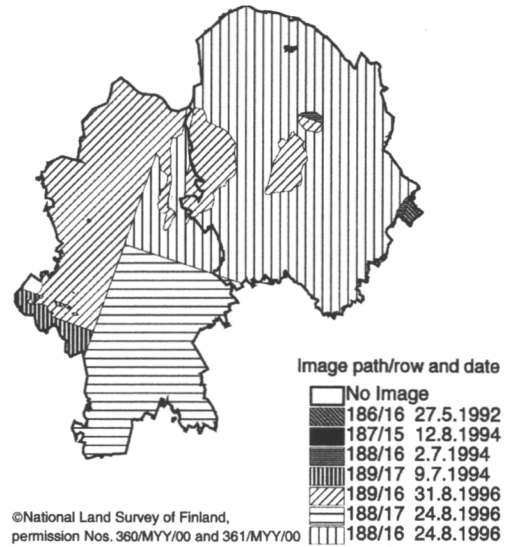 Image path/row and date
No Image
186/16 27.5.1992
187/15 12.8.1994
188/16 2.7.1994
189/17 9.7.1994
189/16 31.8.1996
188/17 24.8.1996
188/16 24.8.1996
©National Land Survey of Finland,
permission Nos. 360/MYY/00 and 361/MYY/00